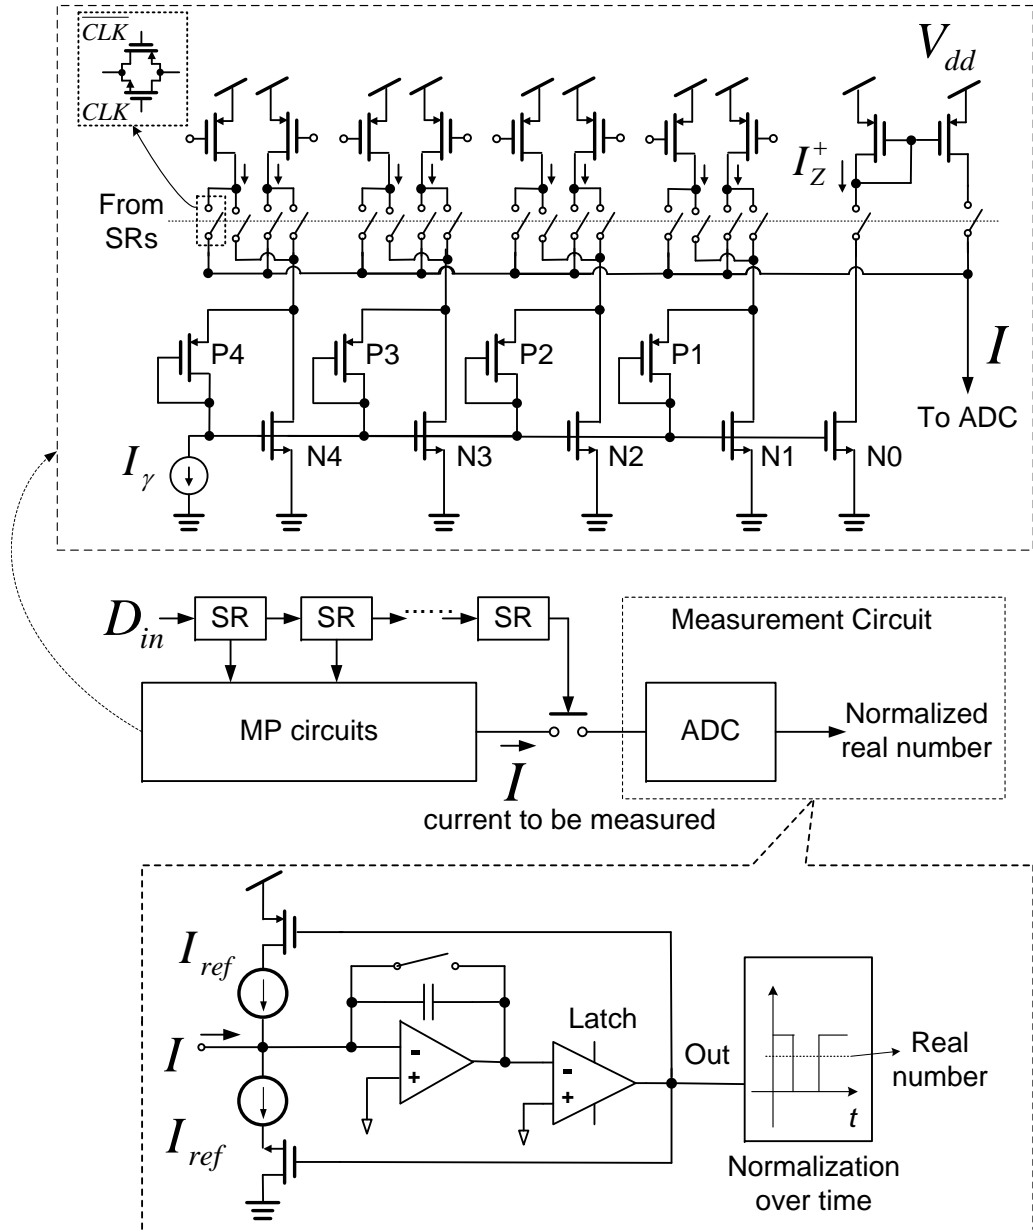 CLK
CLK
V_dd
I_Z^+
From
SRs
P4
P3
P2
P1
I
To ADC
I_γ
N4
N3
N2
N1
N0
D_in
SR
SR
......
SR
Measurement Circuit
MP circuits
ADC
Normalized
real number
I
current to be measured
I_ref
Latch
I
-
+
-
+
Out
Real
number
I_ref
t
Normalization
over time